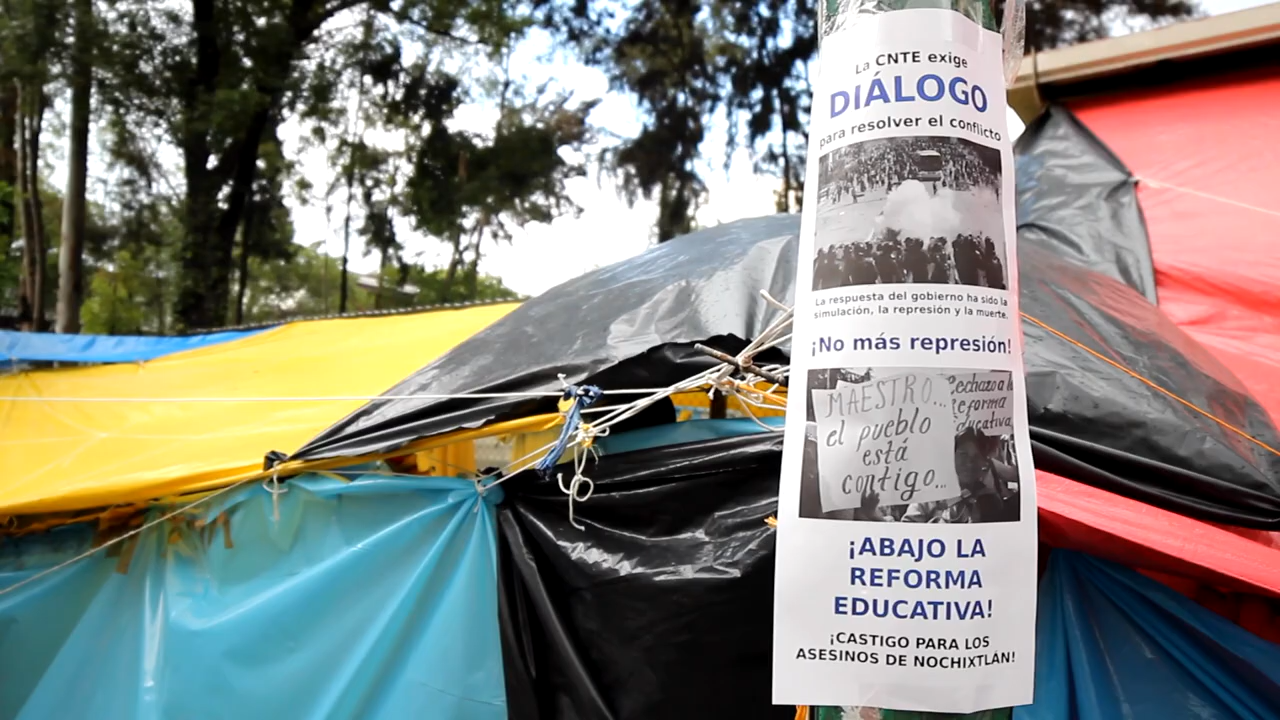 La CNTE exige
DIÁLOGO
para resolver el conflicto
La respuesta del gobierno ha sido la
simulación, la represión y la muerte.
¡No más represión!
MAESTRO...
el pueblo
está
contigo...
Rechazo a la
reforma
educativa
¡ABAJO LA
REFORMA
EDUCATIVA!
¡CASTIGO PARA LOS
ASESINOS DE NOCHIXTLÁN!